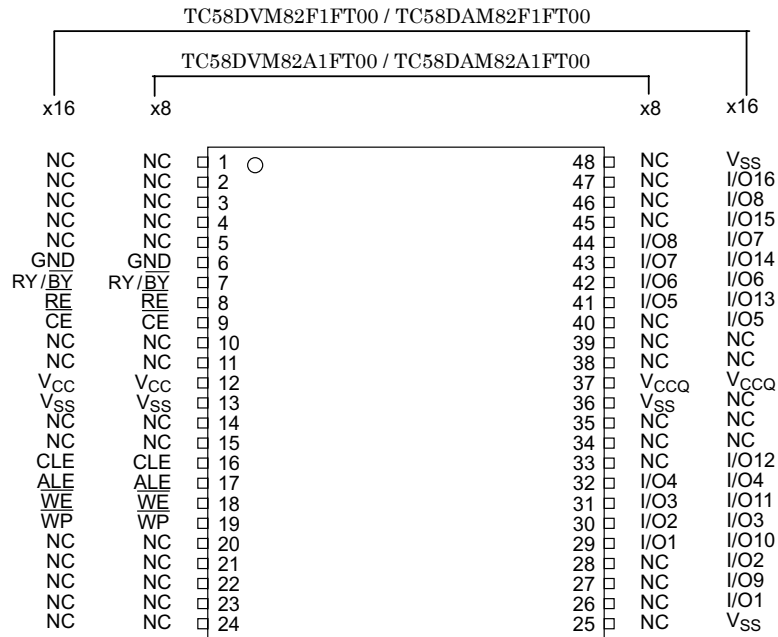 TC58DVM82F1FT00 / TC58DAM82F1FT00
TC58DVM82A1FT00 / TC58DAM82A1FT00
x16 x8 x8 x16
NC NC 1 48 NC VSS
NC NC 2 47 NC I/O16
NC NC 3 46 NC I/O8
NC NC 4 45 NC I/O15
NC NC 5 44 I/O8 I/O7
GND GND 6 43 I/O7 I/O14
RY/BY RY/BY 7 42 I/O6 I/O6
RE RE 8 41 I/O5 I/O13
CE CE 9 40 NC I/O5
NC NC 10 39 NC NC
NC NC 11 38 NC NC
VCC VCC 12 37 VCCQ VCCQ
VSS VSS 13 36 VSS NC
NC NC 14 35 NC NC
NC NC 15 34 NC NC
CLE CLE 16 33 NC I/O12
ALE ALE 17 32 I/O4 I/O4
WE WE 18 31 I/O3 I/O11
WP WP 19 30 I/O2 I/O3
NC NC 20 29 I/O1 I/O10
NC NC 21 28 NC I/O2
NC NC 22 27 NC I/O9
NC NC 23 26 NC I/O1
NC NC 24 25 NC VSS